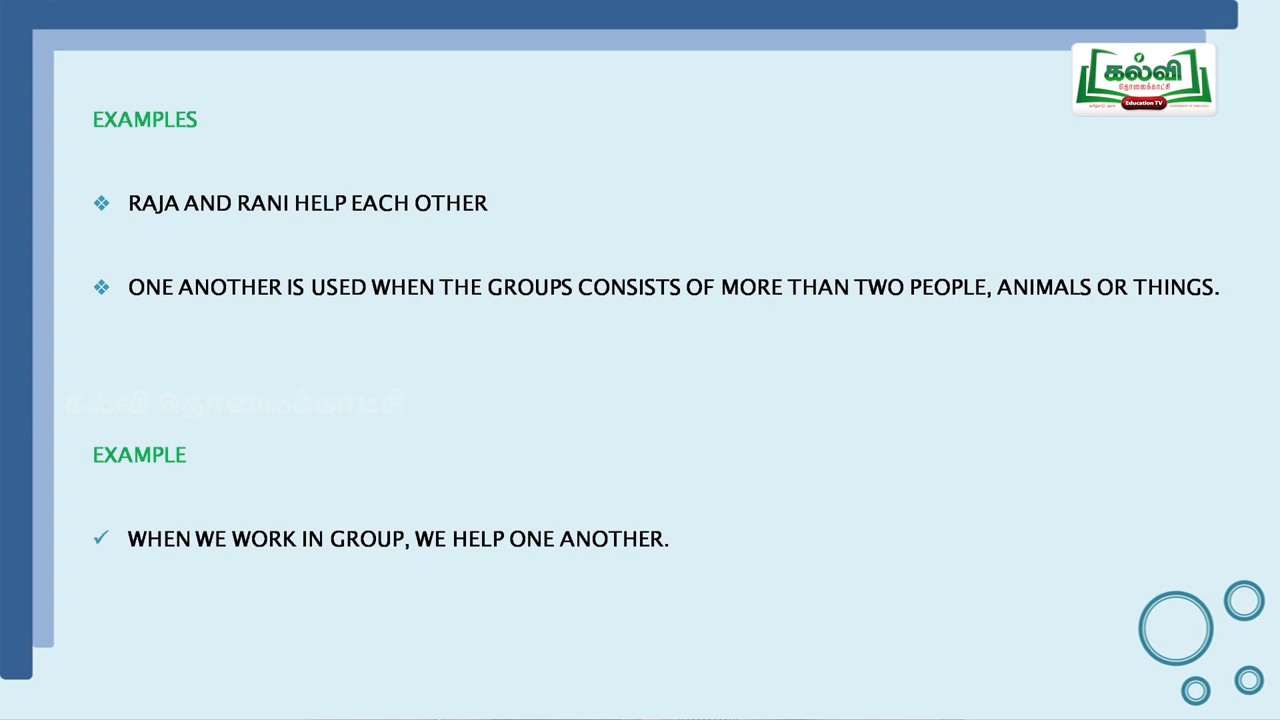 கல்வி
தொலைக்காட்சி
Education TV
EXAMPLES
❖ RAJA AND RANI HELP EACH OTHER
❖ ONE ANOTHER IS USED WHEN THE GROUPS CONSISTS OF MORE THAN TWO PEOPLE, ANIMALS OR THINGS.
கல்வி தொலைக்காட்சி
EXAMPLE
✓ WHEN WE WORK IN GROUP, WE HELP ONE ANOTHER.